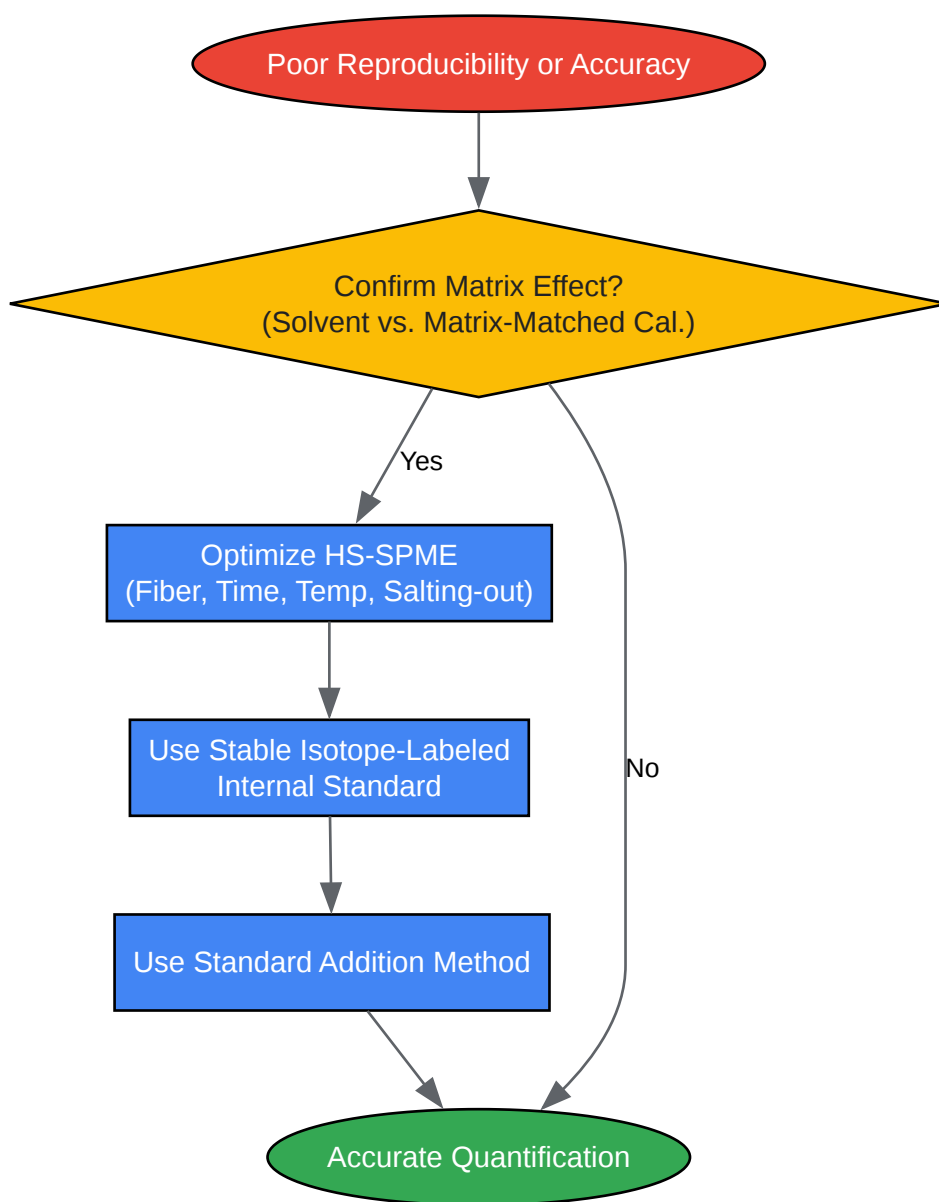 Poor Reproducibility or Accuracy
Confirm Matrix Effect?
(Solvent vs. Matrix-Matched Cal.)
Yes
Optimize HS-SPME
(Fiber, Time, Temp, Salting-out)
Use Stable Isotope-Labeled
Internal Standard
No
Use Standard Addition Method
Accurate Quantification